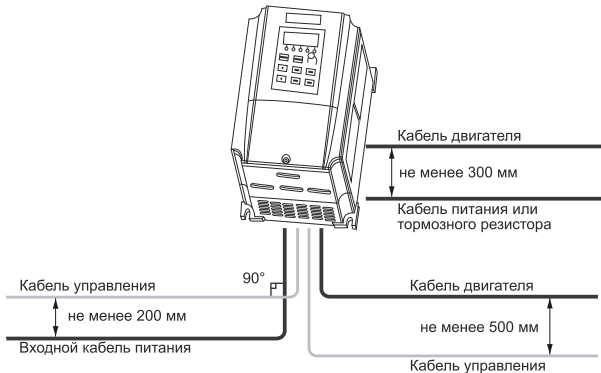 Кабель двигателя
не менее 300 мм
Кабель питания или
тормозного резистора
90°
Кабель управления
не менее 200 мм
Входной кабель питания
Кабель двигателя
не менее 500 мм
Кабель управления